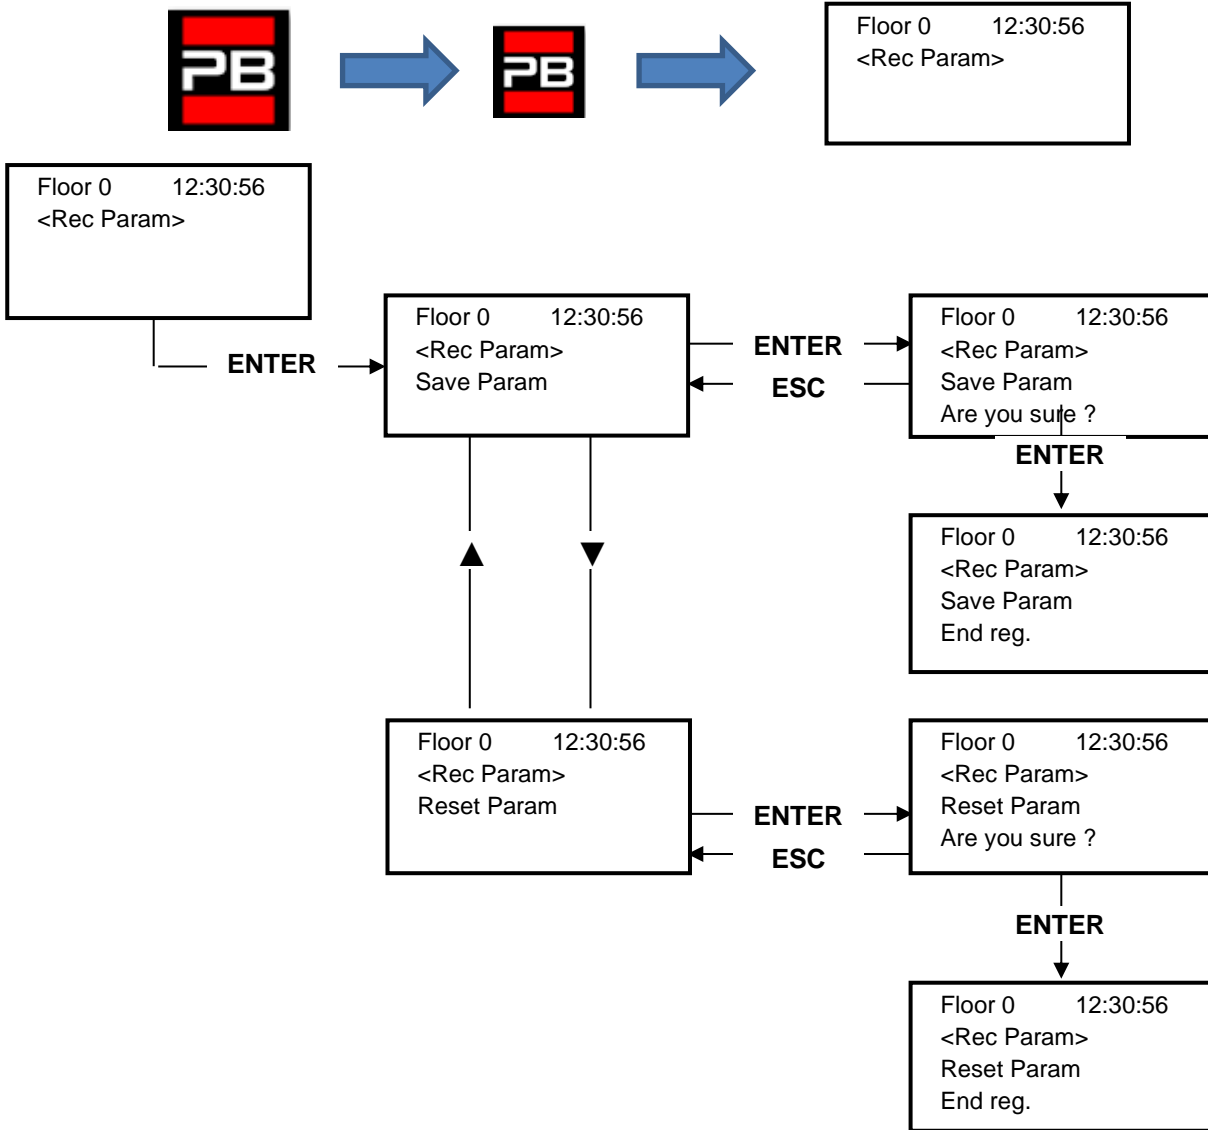 PB
PB
Floor 0 12:30:56
<Rec Param>
Floor 0 12:30:56
<Rec Param>
Floor 0 12:30:56
<Rec Param>
Save Param
ENTER
ENTER
ESC
Floor 0 12:30:56
<Rec Param>
Save Param
Are you sure ?
ENTER
▲ ▼
Floor 0 12:30:56
<Rec Param>
Save Param
End reg.
Floor 0 12:30:56
<Rec Param>
Reset Param
ENTER
ESC
Floor 0 12:30:56
<Rec Param>
Reset Param
Are you sure ?
ENTER
Floor 0 12:30:56
<Rec Param>
Reset Param
End reg.